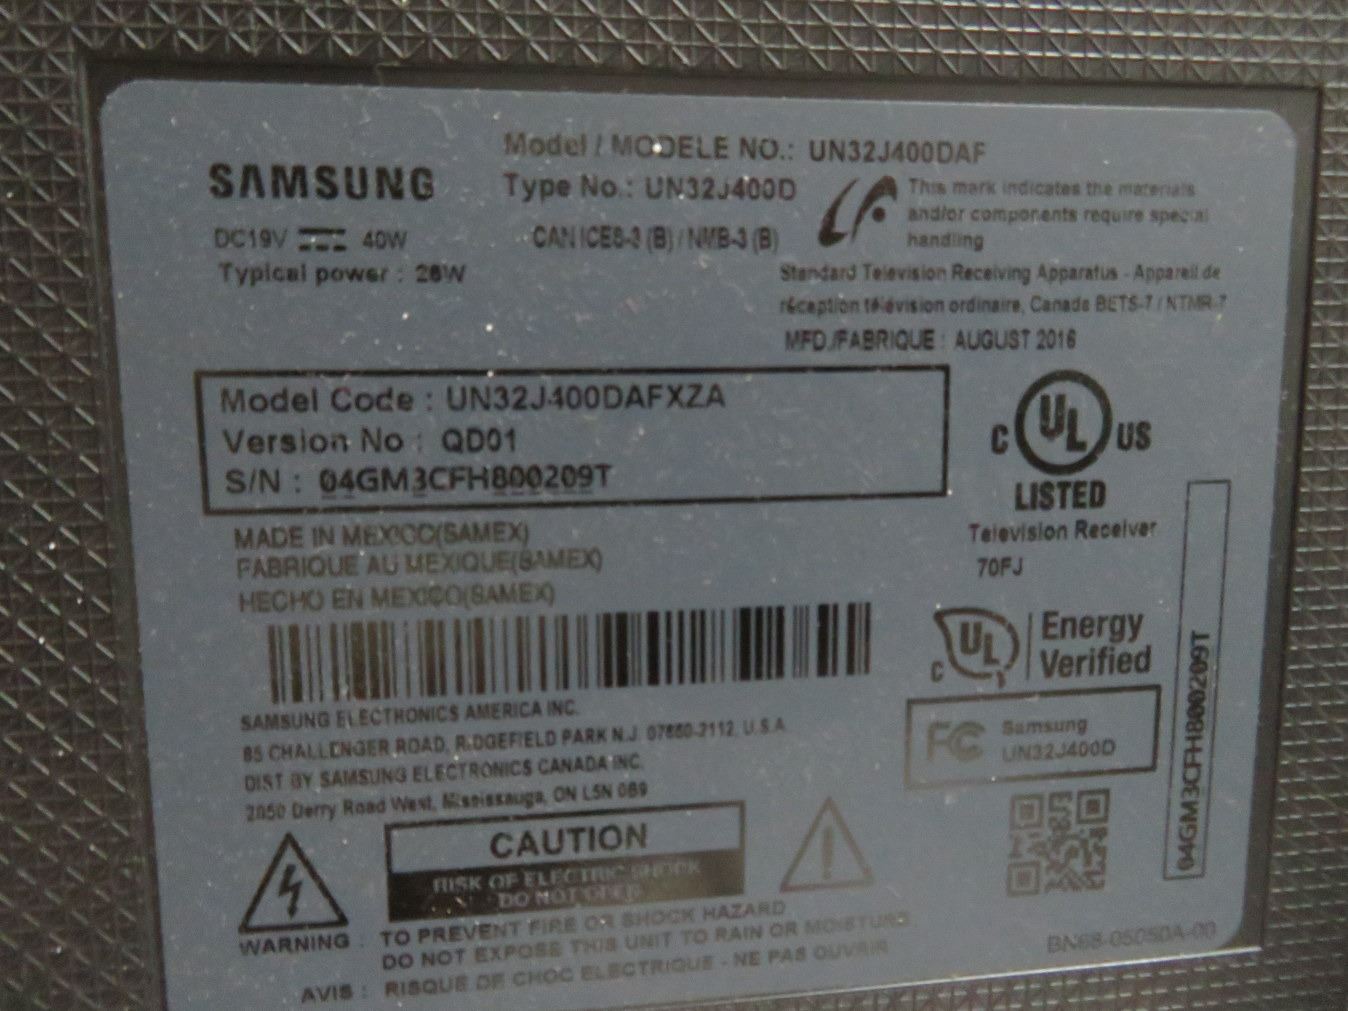 SAMSUNG
Model / MODELE NO.: UN32J400DAF
Type No.: UN32J400D
DC19V 40W
CAN ICES-3 (B) / NMB-3 (B)
Typical power : 28W
This mark indicates the materials
and/or components require special
handling
Standard Television Receiving Apparatus - Appareil de
réception télévision ordinaire, Canada BETS-7 / NTMR-7
MFD./FABRIQUE : AUGUST 2016
Model Code : UN32J400DAFXZA
Version No : QD01
S/N : 04GM3CFH800209T
C UL US
LISTED
Television Receiver
70FJ
MADE IN MEXICO(SAMEX)
FABRIQUE AU MEXIQUE(SAMEX)
HECHO EN MEXICO(SAMEX)
C UL Energy
Verified
SAMSUNG ELECTRONICS AMERICA INC.
85 CHALLENGER ROAD, RIDGEFIELD PARK N.J. 07660-2112, U.S.A.
DIST BY SAMSUNG ELECTRONICS CANADA INC.
2050 Derry Road West, Mississauga, ON L5N 0B9
FC Samsung
UN32J400D
04GM3CFH800209T
CAUTION
RISK OF ELECTRIC SHOCK
DO NOT OPEN
WARNING : TO PREVENT FIRE OR SHOCK HAZARD
DO NOT EXPOSE THIS UNIT TO RAIN OR MOISTURE.
AVIS : RISQUE DE CHOC ELECTRIQUE - NE PAS OUVRIR